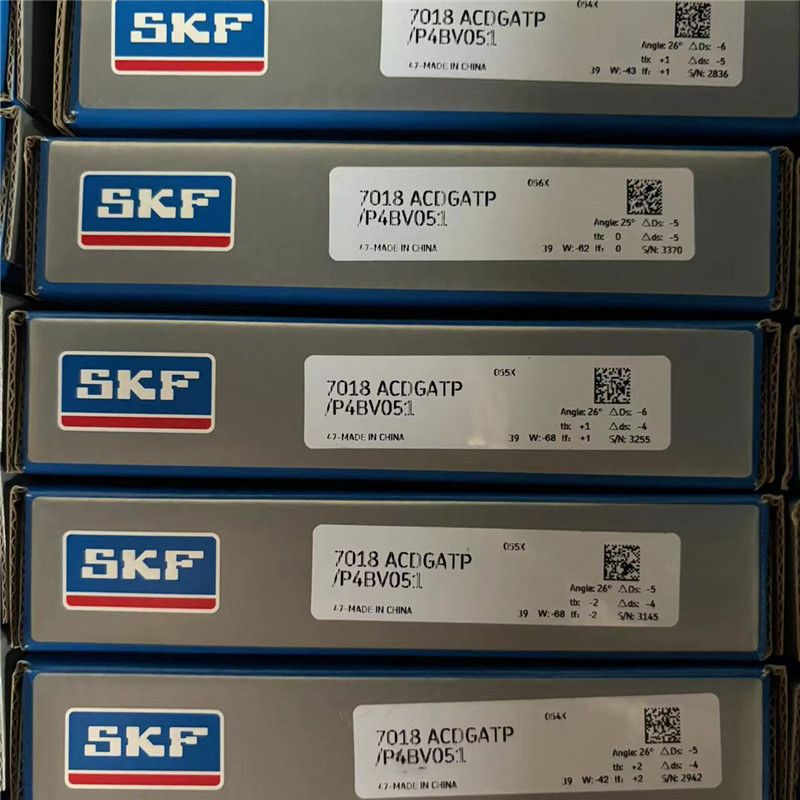 SKF
7018 ACDGATP
/P4BV051
054X
Angle: 26° △Ds: -6
tb: +1 △ds: -5
39 W: -43 tf: +1 S/N: 2836
47-MADE IN CHINA
SKF
7018 ACDGATP
/P4BV051
056X
Angle: 25° △Ds: -5
tb: 0 △ds: -5
39 W: -62 tf: 0 S/N: 3370
47-MADE IN CHINA
SKF
7018 ACDGATP
/P4BV051
055X
Angle: 26° △Ds: -6
tb: +1 △ds: -4
39 W: -68 tf: +1 S/N: 3255
47-MADE IN CHINA
SKF
7018 ACDGATP
/P4BV051
055X
Angle: 26° △Ds: -5
tb: -2 △ds: -4
39 W: -68 tf: -2 S/N: 3145
47-MADE IN CHINA
SKF
7018 ACDGATP
/P4BV051
054X
Angle: 26° △Ds: -5
tb: +2 △ds: -4
39 W: -42 tf: +2 S/N: 2942
47-MADE IN CHINA